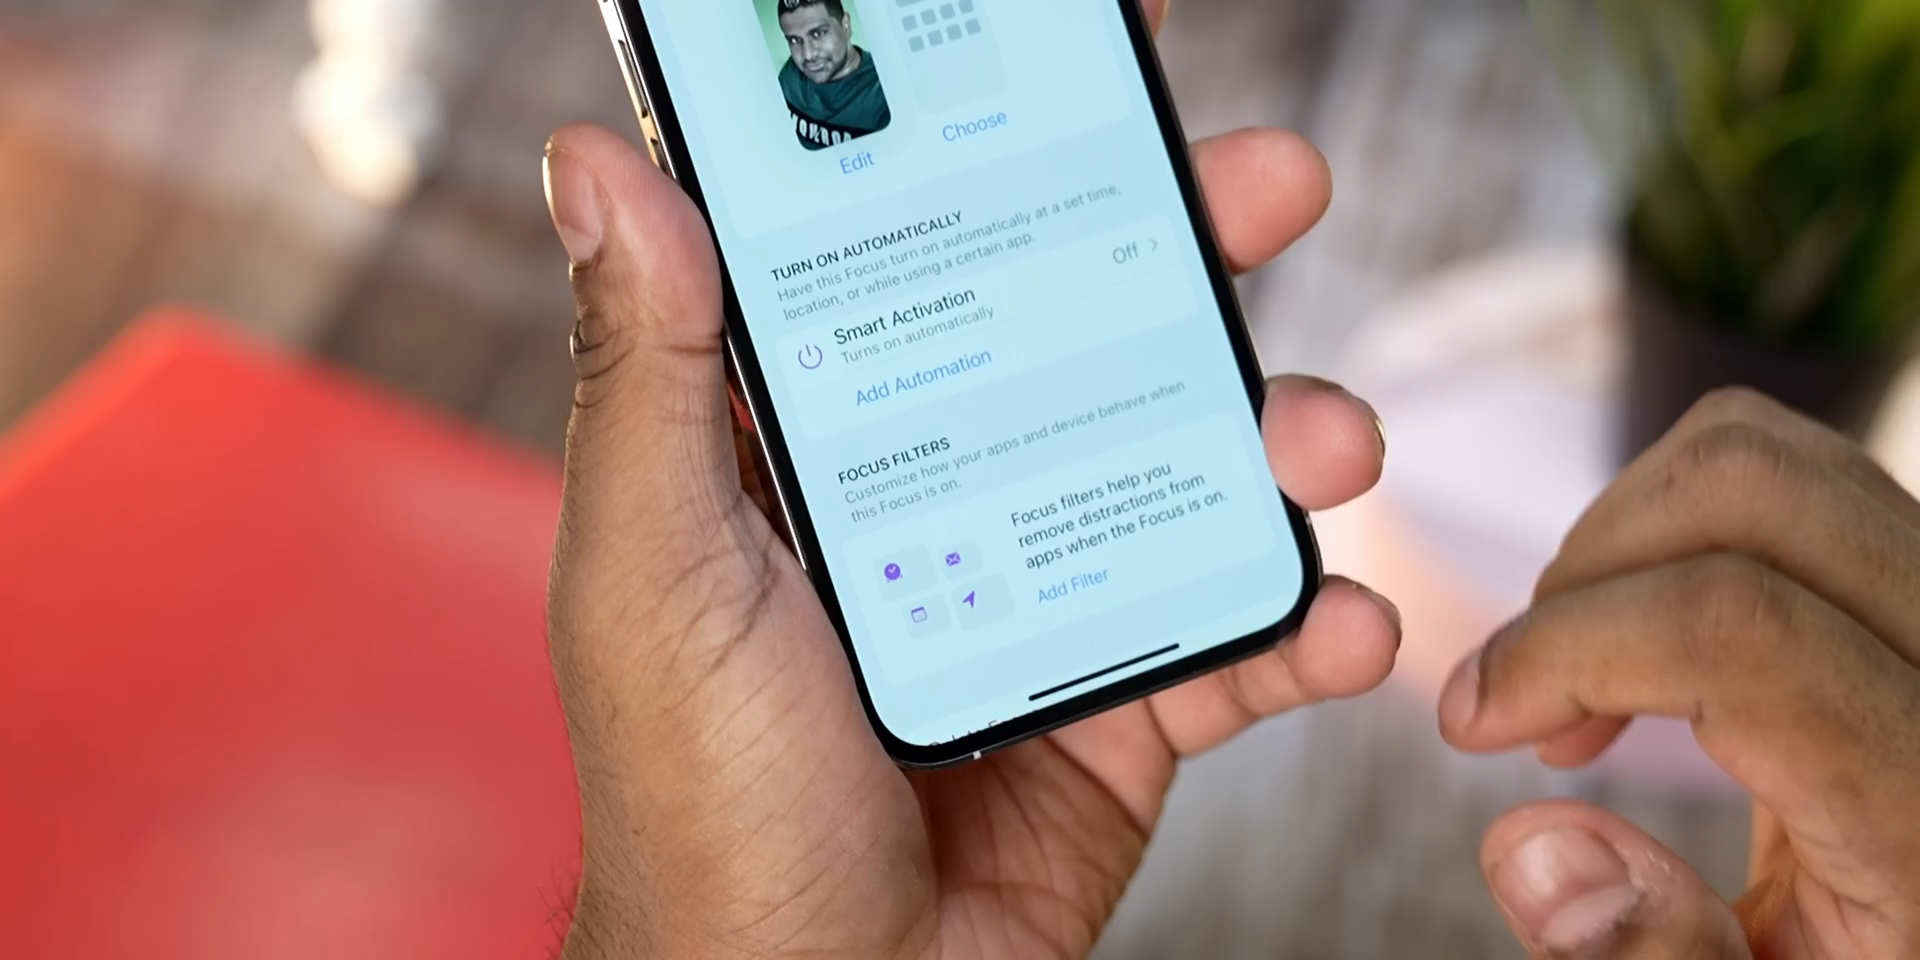 Edit
Choose
TURN ON AUTOMATICALLY
Have this Focus turn on automatically at a set time,
location, or while using a certain app.
Smart Activation
Turns on automatically
Off
Add Automation
FOCUS FILTERS
Customize how your apps and device behave when
this Focus is on.
Focus filters help you
remove distractions from
apps when the Focus is on.
Add Filter